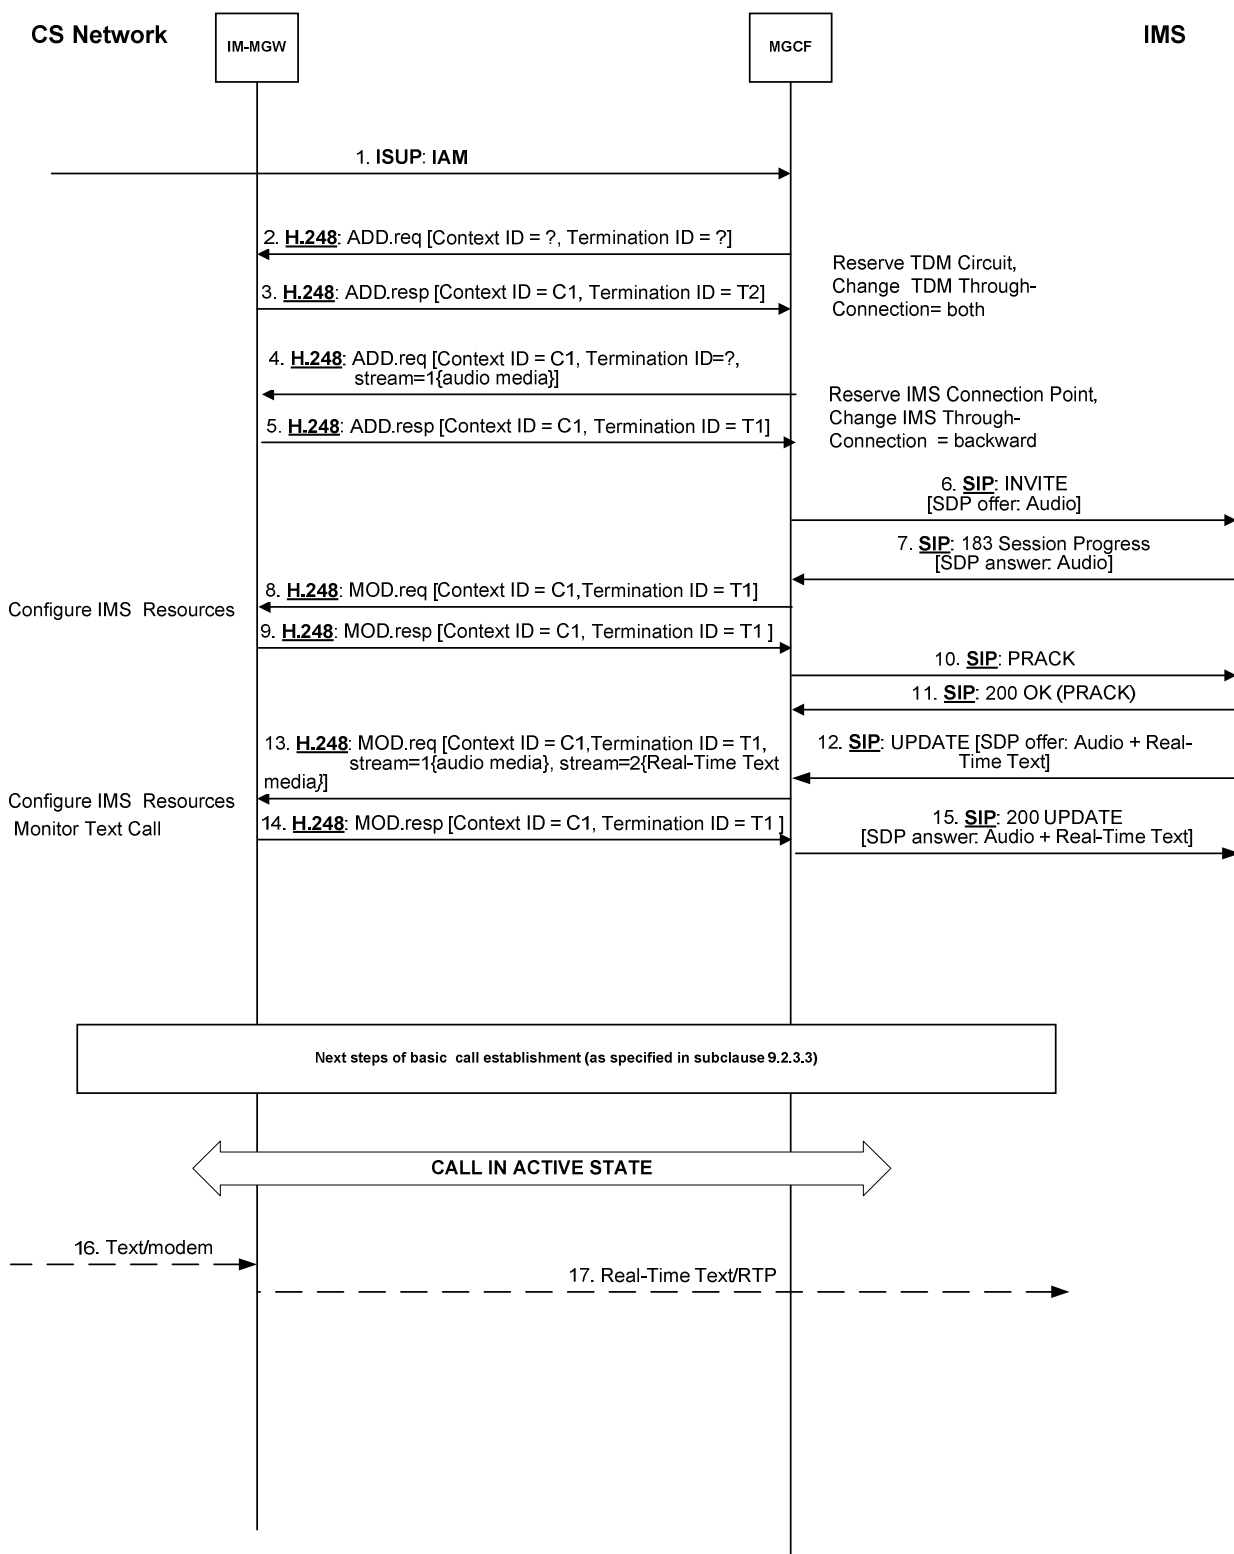 CS Network
IM-MGW
MGCF
IMS
1. ISUP: IAM
2. H.248: ADD.req [Context ID = ?, Termination ID = ?]
Reserve TDM Circuit,
Change TDM Through-
Connection= both
3. H.248: ADD.resp [Context ID = C1, Termination ID = T2]
4. H.248: ADD.req [Context ID = C1, Termination ID=?,
stream=1{audio media}]
Reserve IMS Connection Point,
Change IMS Through-
Connection = backward
5. H.248: ADD.resp [Context ID = C1, Termination ID = T1]
6. SIP: INVITE
[SDP offer: Audio]
7. SIP: 183 Session Progress
[SDP answer: Audio]
8. H.248: MOD.req [Context ID = C1,Termination ID = T1]
Configure IMS Resources
9. H.248: MOD.resp [Context ID = C1, Termination ID = T1 ]
10. SIP: PRACK
11. SIP: 200 OK (PRACK)
12. SIP: UPDATE [SDP offer: Audio + Real-
Time Text]
13. H.248: MOD.req [Context ID = C1,Termination ID = T1,
stream=1{audio media}, stream=2{Real-Time Text
media}]
Configure IMS Resources
Monitor Text Call
14. H.248: MOD.resp [Context ID = C1, Termination ID = T1 ]
15. SIP: 200 UPDATE
[SDP answer: Audio + Real-Time Text]
Next steps of basic call establishment (as specified in subclause 9.2.3.3)
CALL IN ACTIVE STATE
16. Text/modem
17. Real-Time Text/RTP